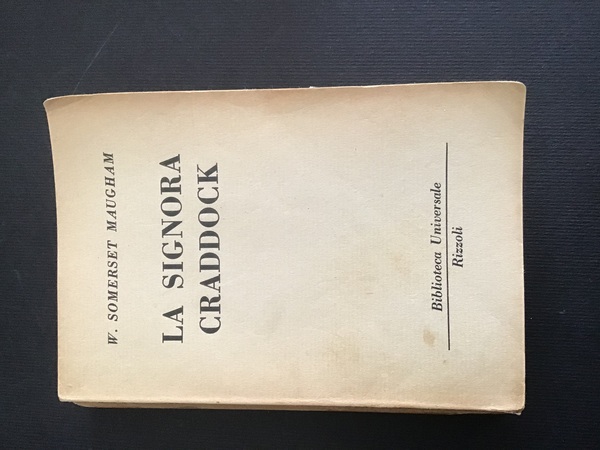 W. SOMERSET MAUGHAM
LA SIGNORA
CRADDOCK
Biblioteca Universale
Rizzoli